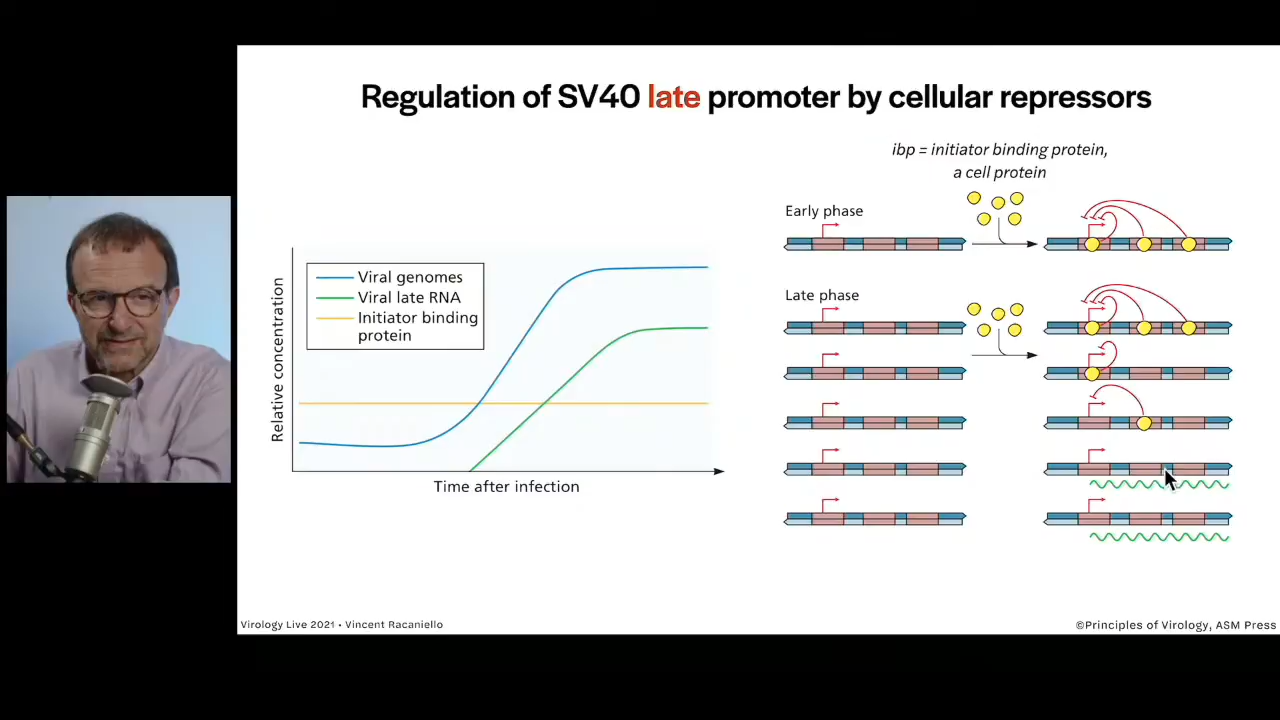 Regulation of SV40 late promoter by cellular repressors
ibp = initiator binding protein,
a cell protein
Early phase
Late phase
Viral genomes
Viral late RNA
Initiator binding
protein
Relative concentration
Time after infection
Virology Live 2021 • Vincent Racaniello
©Principles of Virology, ASM Press